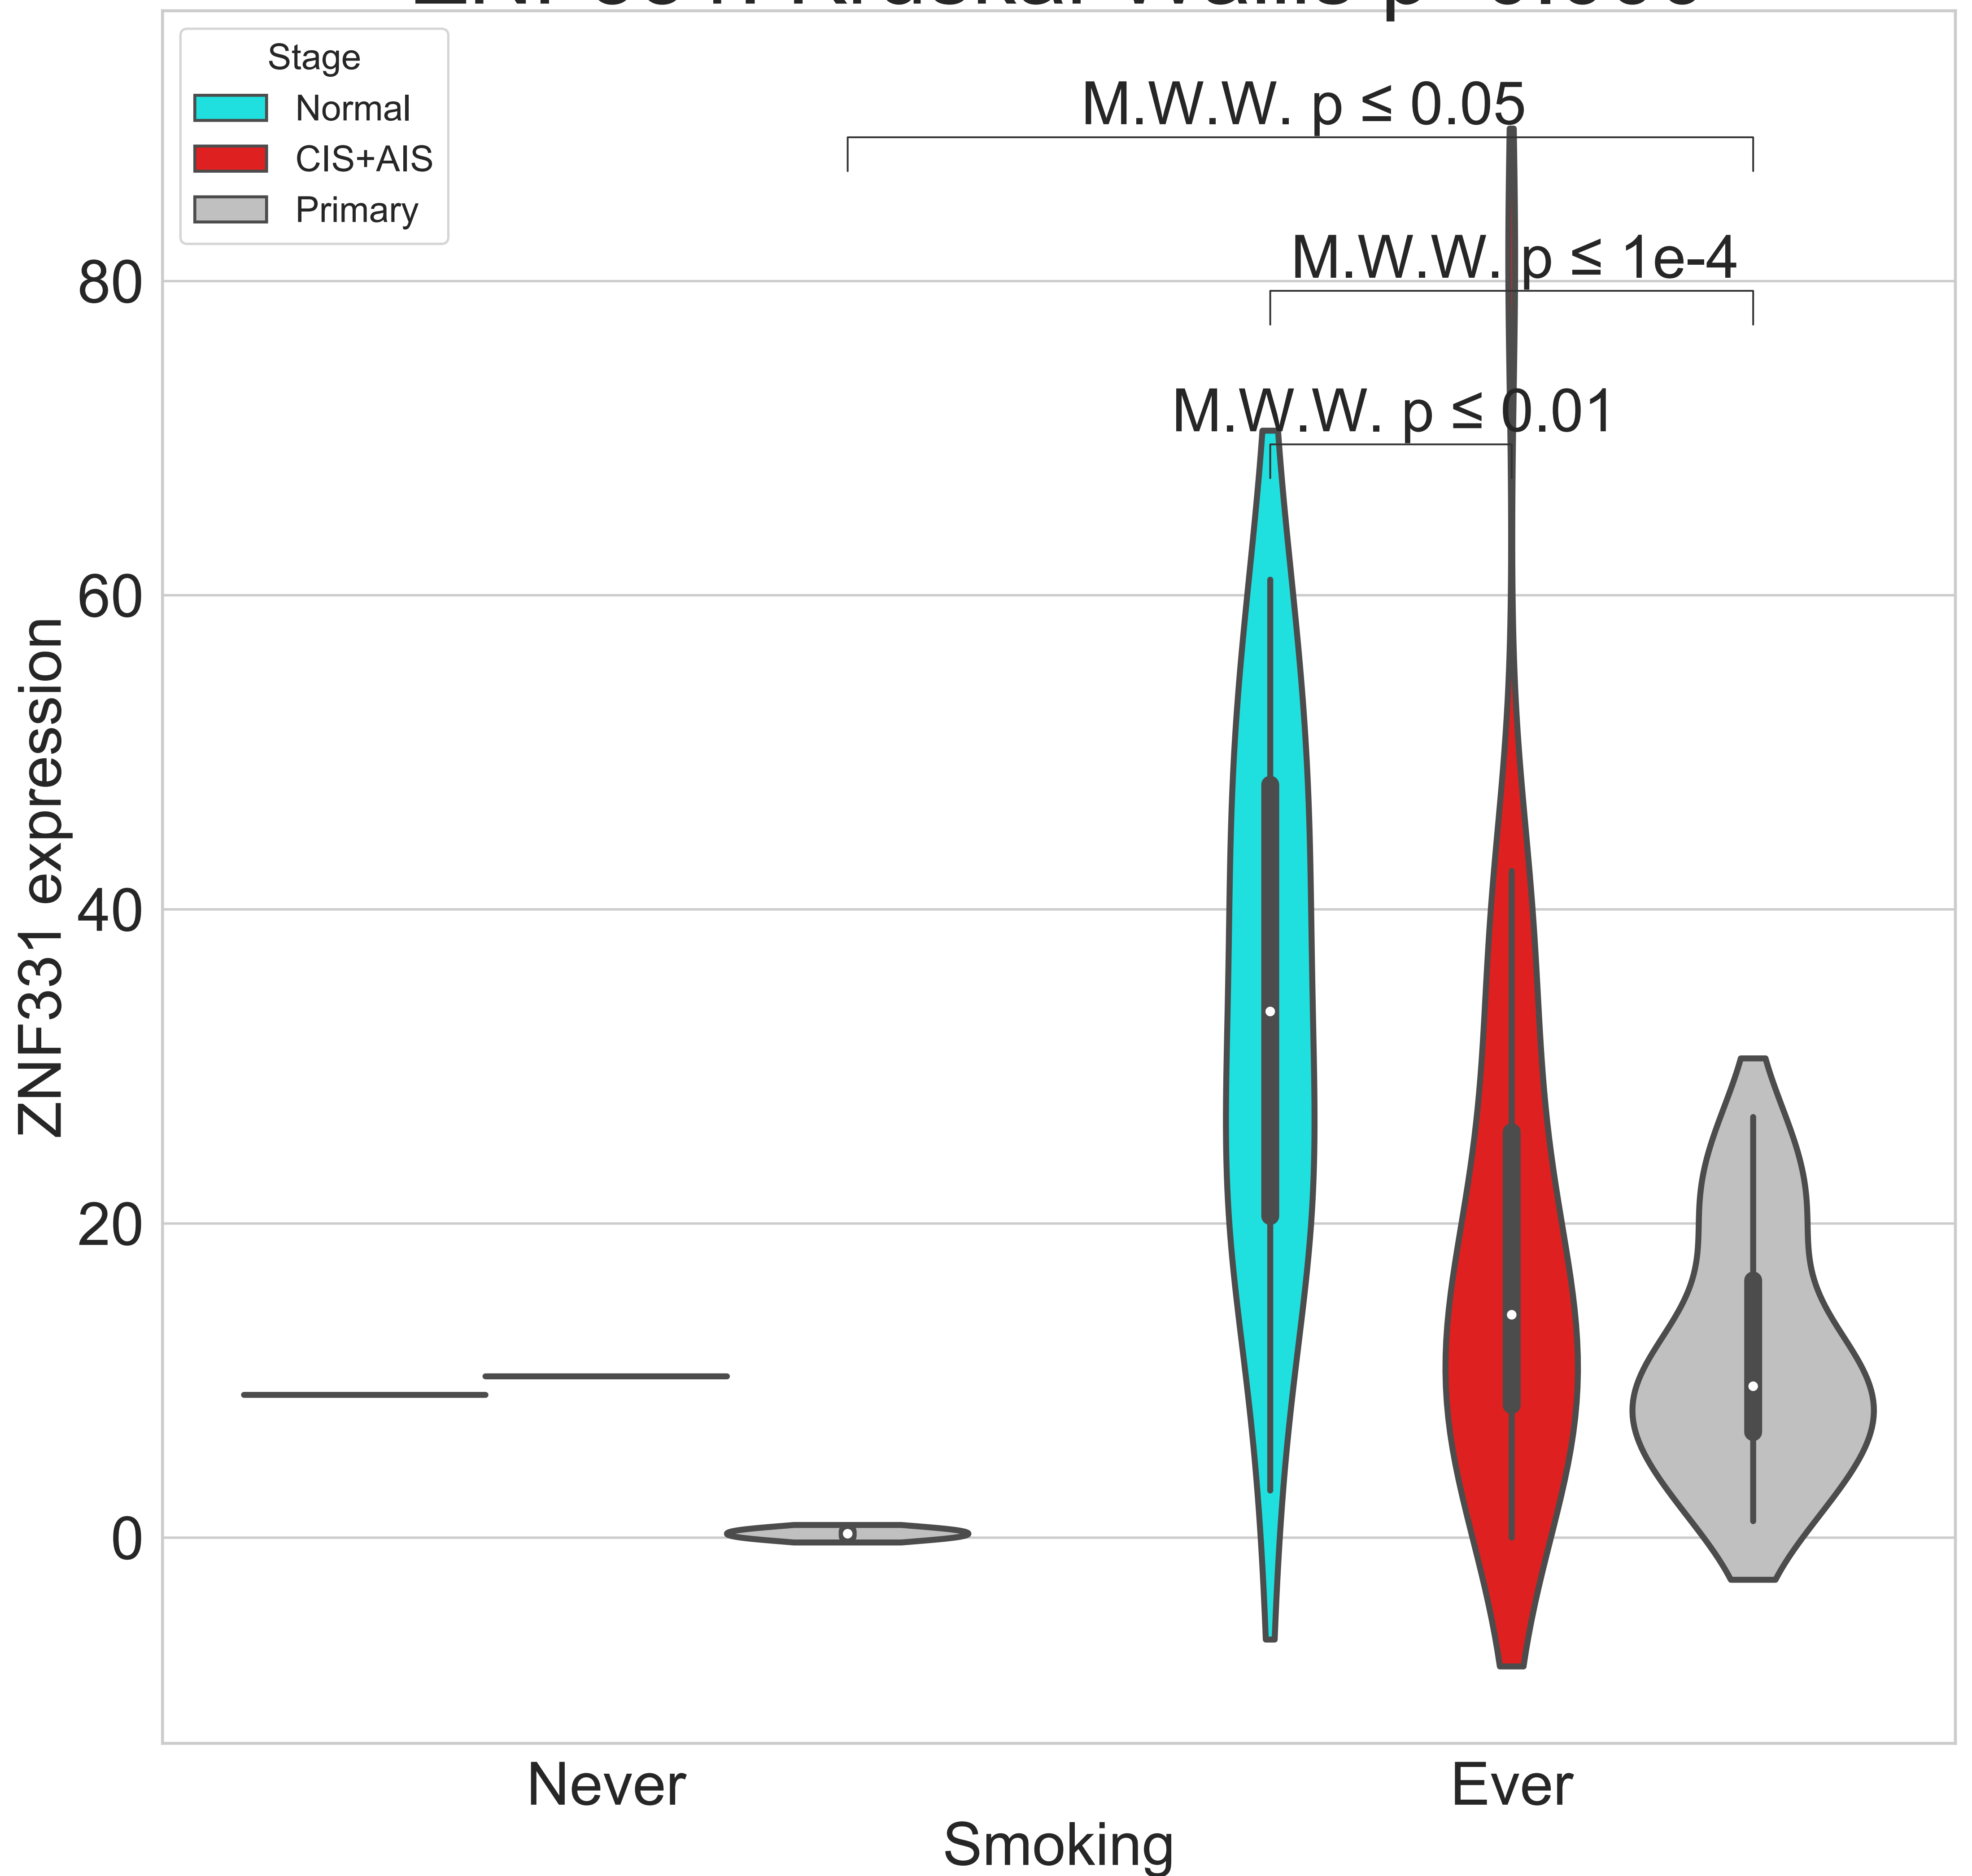 Stage
Normal
CIS+AIS
Primary
M.W.W. p ≤ 0.05
M.W.W. p ≤ 1e-4
M.W.W. p ≤ 0.01
80
60
40
20
0
ZNF331 expression
Never
Ever
Smoking